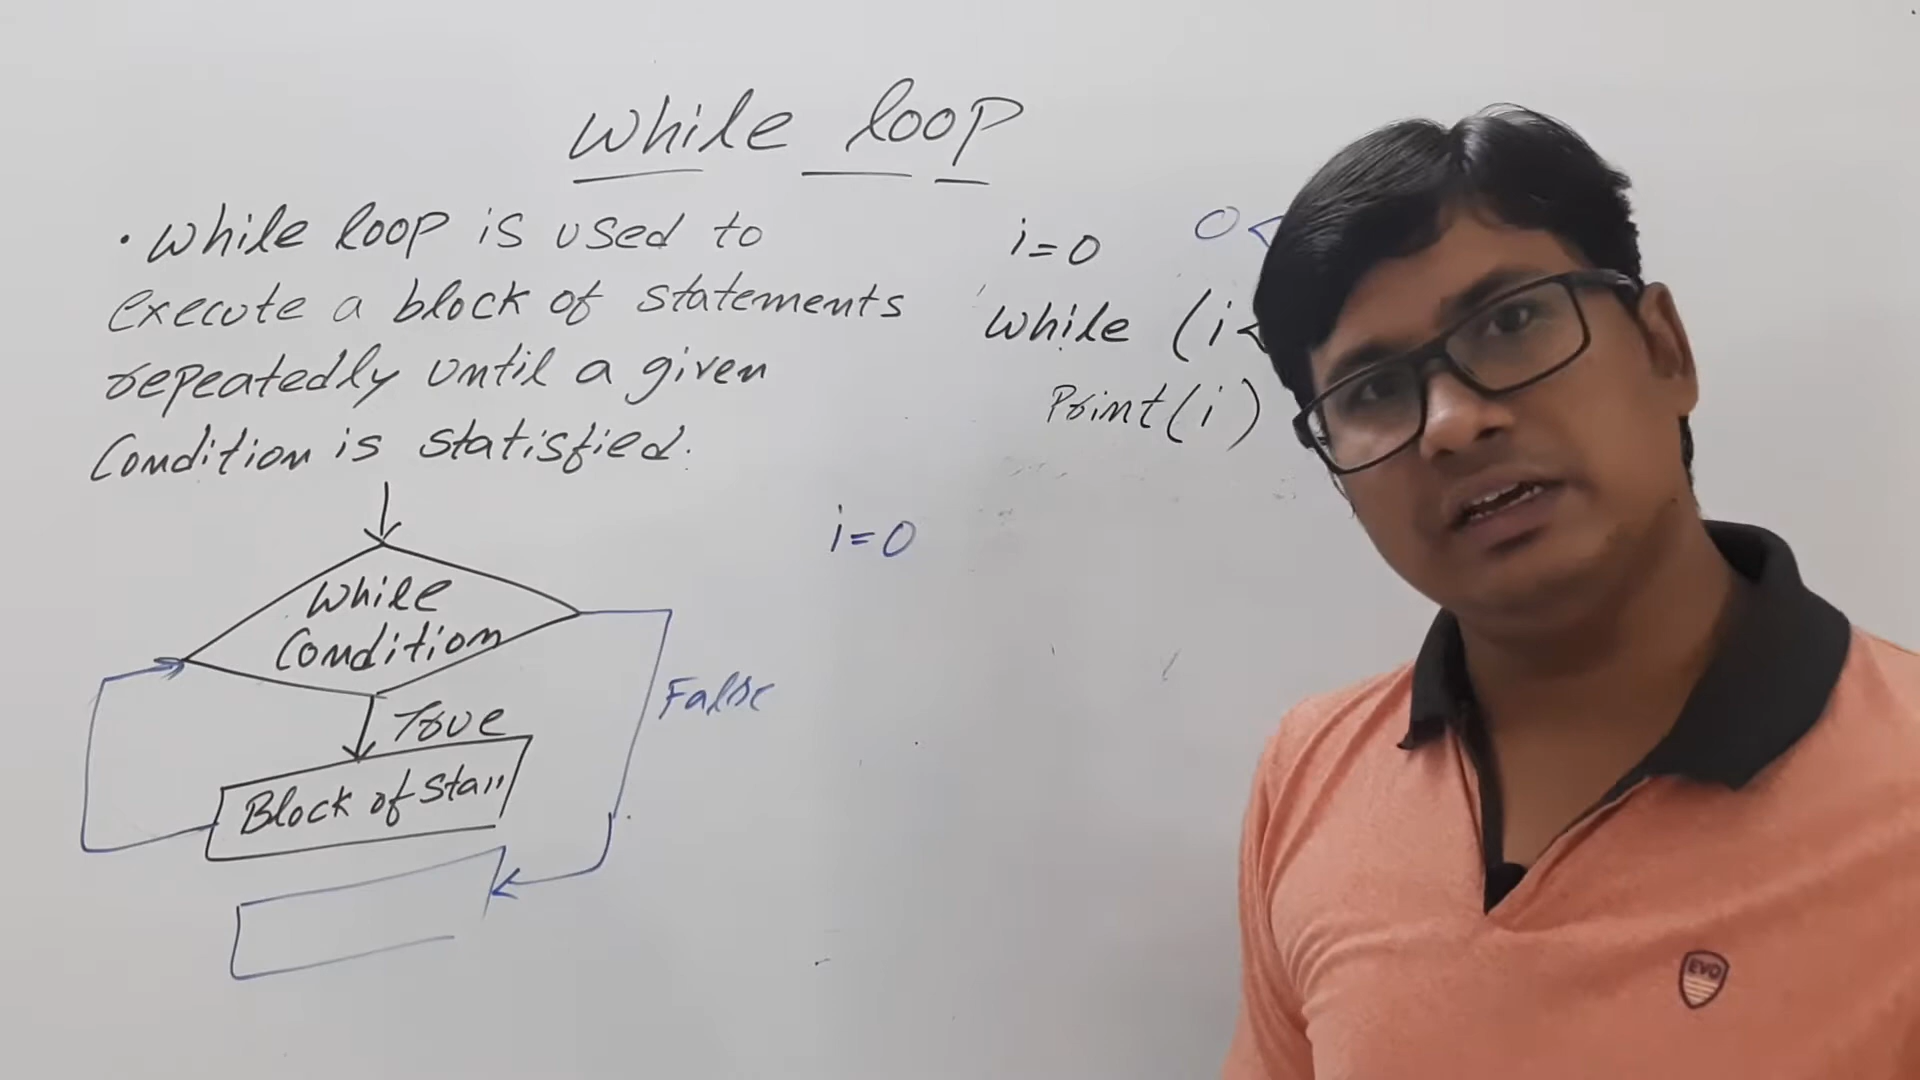 while loop
• while loop is used to
execute a block of statements
repeatedly until a given
Condition is statisfied.
i=0
0<
while (i<
Print(i)
i=0
while
Condition
True
False
Block of
EVO